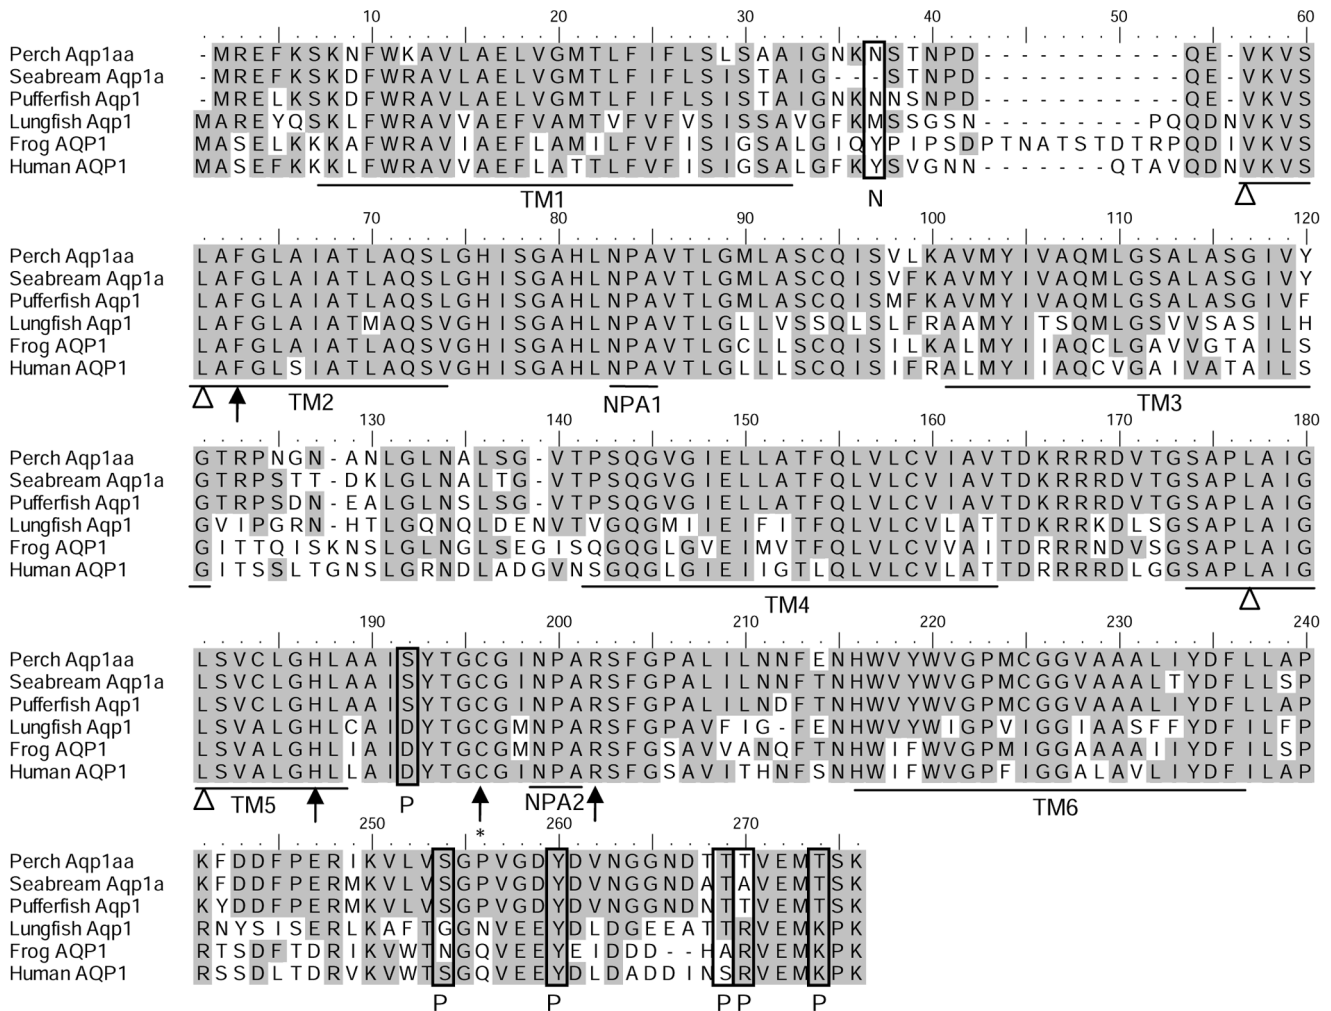 10 20 30 40 50 60
Perch Aqp1aa -MREFKSKNFWKAVLAELVGMTLFIFLSLSAAIGNKNSTNPD-----------QE-VKVS
Seabream Aqp1a -MREFKSKDFWRAVLAELVGMTLFIFLSISTAIG--STNPD-----------QE-VKVS
Pufferfish Aqp1 -MRELKSKDFWRAVLAELVGMTLFIFLSISTAIGNKNNSNPD-----------QE-VKVS
Lungfish Aqp1 MAREYQSKLFWRAVVAEFVAMTVFVFVSISSAVGFKMSSGSN---------PQQDNVKVS
Frog AQP1 MASELKKKAFWRAVIAEFLAMILFVFISIGSALGIQYPIPSDPTNATSTDTRPQDIVKVS
Human AQP1 MASEFKKKLFWRAVVAEFLATTLFVFISIGSALGFKYSVGNN-------QTAVQDNVKVS
TM1 N
70 80 90 100 110 120
Perch Aqp1aa LAFGLAIATLAQSLGHISGAHLNPAVTLGMLASCQISVLKAVMYIVAQMLGSALASGIVY
Seabream Aqp1a LAFGLAIATLAQSLGHISGAHLNPAVTLGMLASCQISVFKAVMYIVAQMLGSALASGIVY
Pufferfish Aqp1 LAFGLAIATLAQSLGHISGAHLNPAVTLGMLASCQISMFKAVMYIVAQMLGSALASGIVF
Lungfish Aqp1 LAFGLAIATMAQSVGHISGAHLNPAVTLGLLVSSQLSLFRAAMYITSQMLGSVVSASILH
Frog AQP1 LAFGLAIATLAQSVGHISGAHLNPAVTLGCLLSCQISILKALMYIIAQCLGAVVGTAILS
Human AQP1 LAFGLSIATLAQSVGHISGAHLNPAVTLGLLLSCQISIFRALMYIIAQCVGAIVATAILS
TM2 NPA1 TM3
130 140 150 160 170 180
Perch Aqp1aa GTRPNGN-ANLGLNALSG-VTPSQGVGIELLATFQLVLCVIAVTDKRRRDVTGSAPLAIG
Seabream Aqp1a GTRPSTT-DKLGLNALTG-VTPSQGVGIELLATFQLVLCVIAVTDKRRRDVTGSAPLAIG
Pufferfish Aqp1 GTRPSDN-EALGLNSLSG-VTPSQGVGIELLATFQLVLCVIAVTDKRRRDVTGSAPLAIG
Lungfish Aqp1 GVIPGRN-HTLGQNQLDENVTVGQGMIIEIFITFQLVLCVLATTDKRRKDLSGSAPLAIG
Frog AQP1 GITTQISKNSLGLNGLSEGISQGQGLGVEIMVTFQLVLCVVAITDRRRNDVSGSAPLAIG
Human AQP1 GITSSLTGNSLGRNDLADGVNSGQGLGIEIIGTLQLVLCVLATTDRRRRDLGGSAPLAIG
TM4
190 200 210 220 230 240
Perch Aqp1aa LSVCLGHLAAISYTGCGINPARSFGPALILNNFENHWVYWVGPMCGGVAAALIYDFLLAP
Seabream Aqp1a LSVCLGHLAAISYTGCGINPARSFGPALILNNFTNHWVYWVGPMCGGVAAALTYDFLLSP
Pufferfish Aqp1 LSVCLGHLAAISYTGCGINPARSFGPALILNDFTNHWVYWVGPMCGGVAAALIYDFLLAP
Lungfish Aqp1 LSVALGHLCAISYTGCGMNPARSFGPAVFIG-FENHWVYWIGPVIGGIAASFFYDFILFP
Frog AQP1 LSVALGHLIAIDYTGCGMNPARSFGSAVVANQFTNHWIFWVGPMIGGAAAAIIYDFILSP
Human AQP1 LSVALGHLLAIDYTGCGINPARSFGSAVITHNFSNHWIFWVGPFIGGALAVLIYDFILAP
TM5 P NPA2 TM6
250 * 260 270
Perch Aqp1aa KFDDFPERIKVLVSGPVGDYDVNGGNDTTTVEMTSK
Seabream Aqp1a KFDDFPERMKVLVSGPVGDYDVNGGNDATAVEMTSK
Pufferfish Aqp1 KYDDFPERMKVLVSGPVGDYDVNGGNDNTTVEMTSK
Lungfish Aqp1 RNYSISERLKAFTGGNVEEYDLDGEEATTRVEMKPK
Frog AQP1 RTSDFTDRIKVWTNGQVEEYEIDDD--HARVEMKPK
Human AQP1 RSSDLTDRVKVWTSGQVEEYDLDADDINSRVEMKPK
P P P P P